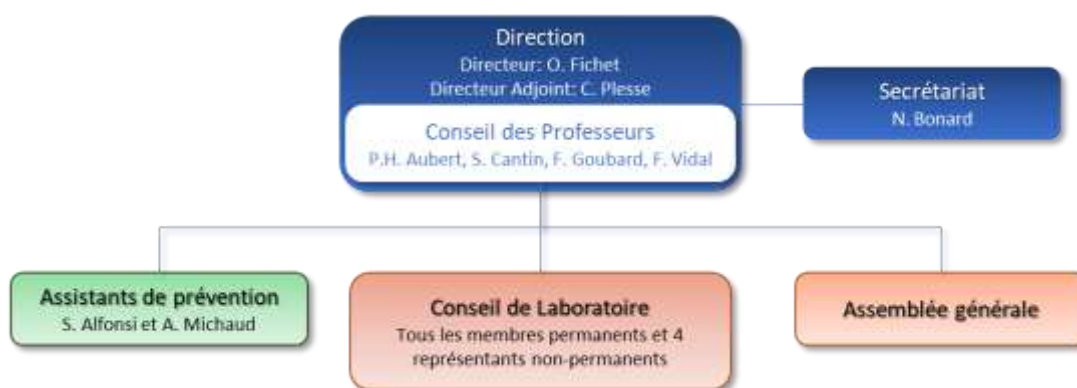 Direction
Directeur: O. Fichet
Directeur Adjoint: C. Plesse
Conseil des Professeurs
P.H. Aubert, S. Cantin, F. Goubard, F. Vidal
Secrétariat
N. Bonard
Assistants de prévention
S. Alfonsi et A. Michaud
Conseil de Laboratoire
Tous les membres permanents et 4
représentants non-permanents
Assemblée générale